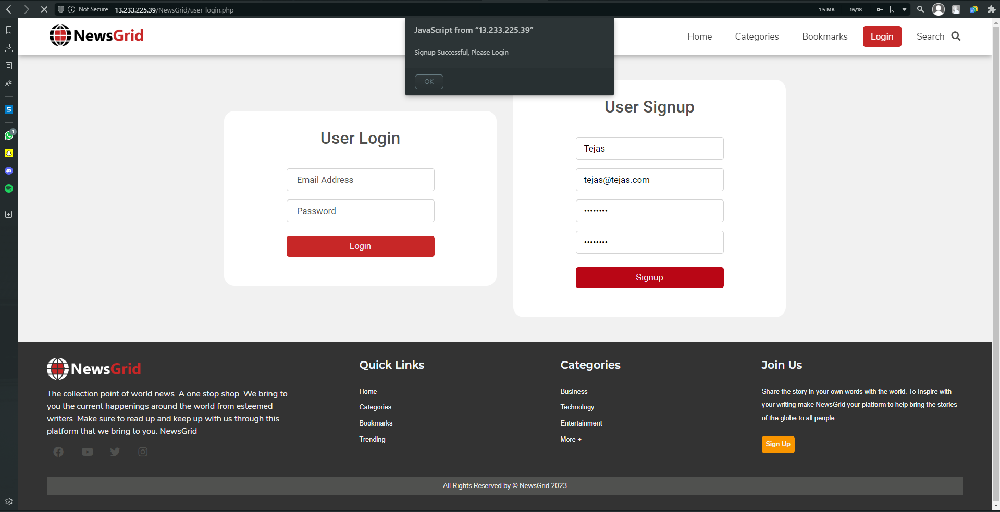 Not Secure 13.233.225.39/NewsGrid/user-login.php
1.5 MB 16/18
NewsGrid
Home Categories Bookmarks Login Search
JavaScript from “13.233.225.39”
Signup Successful, Please Login
OK
1
User Login
Email Address
Password
Login
User Signup
Tejas
tejas@tejas.com
••••••••
••••••••
Signup
NewsGrid
The collection point of world news. A one stop shop. We bring to
you the current happenings around the world from esteemed
writers. Make sure to read up and keep up with us through this
platform that we bring to you. NewsGrid
Quick Links
Home
Categories
Bookmarks
Trending
Categories
Business
Technology
Entertainment
More +
Join Us
Share the story in your own words with the world. To Inspire with
your writing make NewsGrid your platform to help bring the stories
of the globe to all people.
Sign Up
All Rights Reserved by © NewsGrid 2023